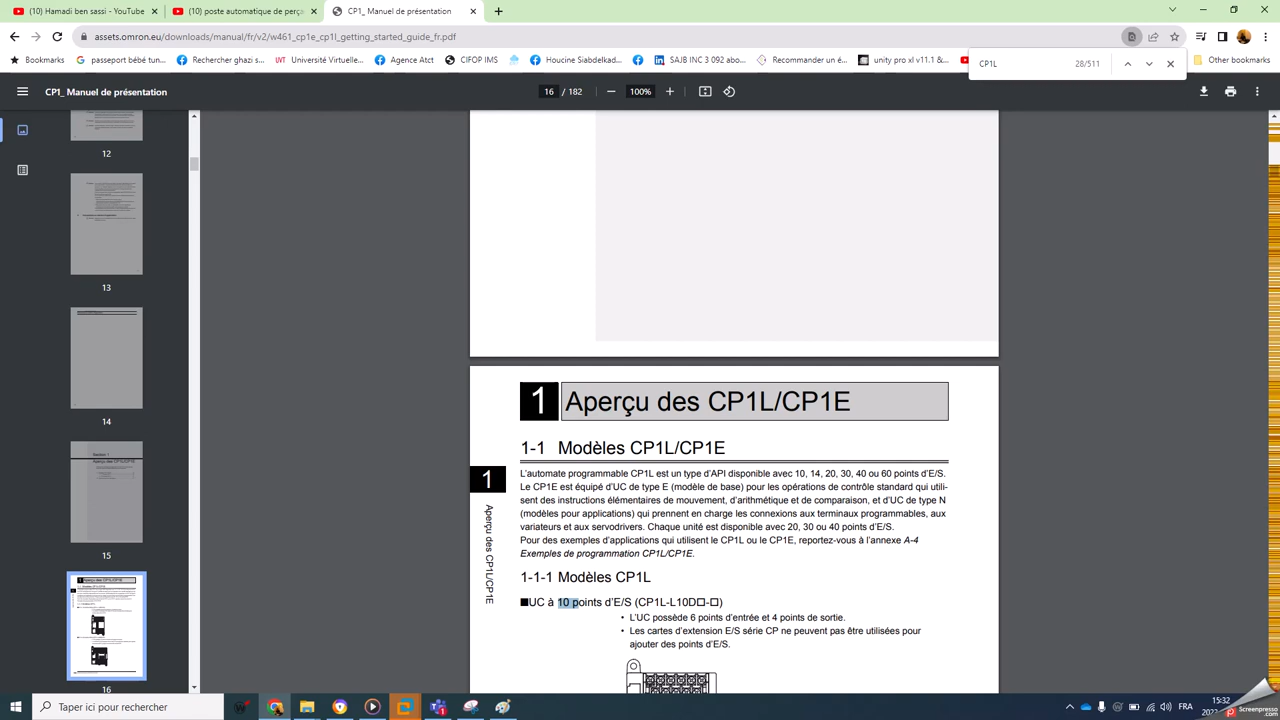 (10) Hamadi ben sassi - YouTube
(10) poste automatique de perça
CP1_ Manuel de présentation
assets.omron.eu/downloads/manual/fr/v2/w461_cp1e_cp1l_getting_started_guide_fr.pdf
Bookmarks
passeport bébé tun...
Rechercher ghazi s...
Université Virtuelle...
Agence Atct
CIFOP IMS
Houcine Siabdelkad...
SAJB INC 3 092 abo...
Recommander un é...
unity pro xl v11.1 &...
Other bookmarks
CP1L
28/511
CP1_ Manuel de présentation
16 / 182
100%
12
13
14
15
16
1 Aperçu des CP1L/CP1E
1-1 Modèles CP1L/CP1E
L'automate programmable CP1L est un type d'API disponible avec 10, 14, 20, 30, 40 ou 60 points d'E/S.
Le CP1E est équipé d'UC de type E (modèle de base) pour les opérations de contrôle standard qui utili-
sent des instructions élémentaires de mouvement, d'arithmétique et de comparaison, et d'UC de type N
(modèles pour applications) qui prennent en charge les connexions aux terminaux programmables, aux
variateurs et aux servodrivers. Chaque unité est disponible avec 20, 30 ou 40 points d'E/S.
Pour des exemples d'applications qui utilisent le CP1L ou le CP1E, reportez-vous à l'annexe A-4
Exemples de programmation CP1L/CP1E.
1
Aperçu des CP1L/CP1E
1-1-1 Modèles CP1L
■UC à 10 points d'E/S (CP1L-L10D□-□)
• L'UC possède 6 points d'entrée et 4 points de sortie.
• Les cartes d'extension E/S série CP ne peuvent pas être utilisées pour
ajouter des points d'E/S.
Taper ici pour rechercher
FRA
15:32
Screenpresso
.com